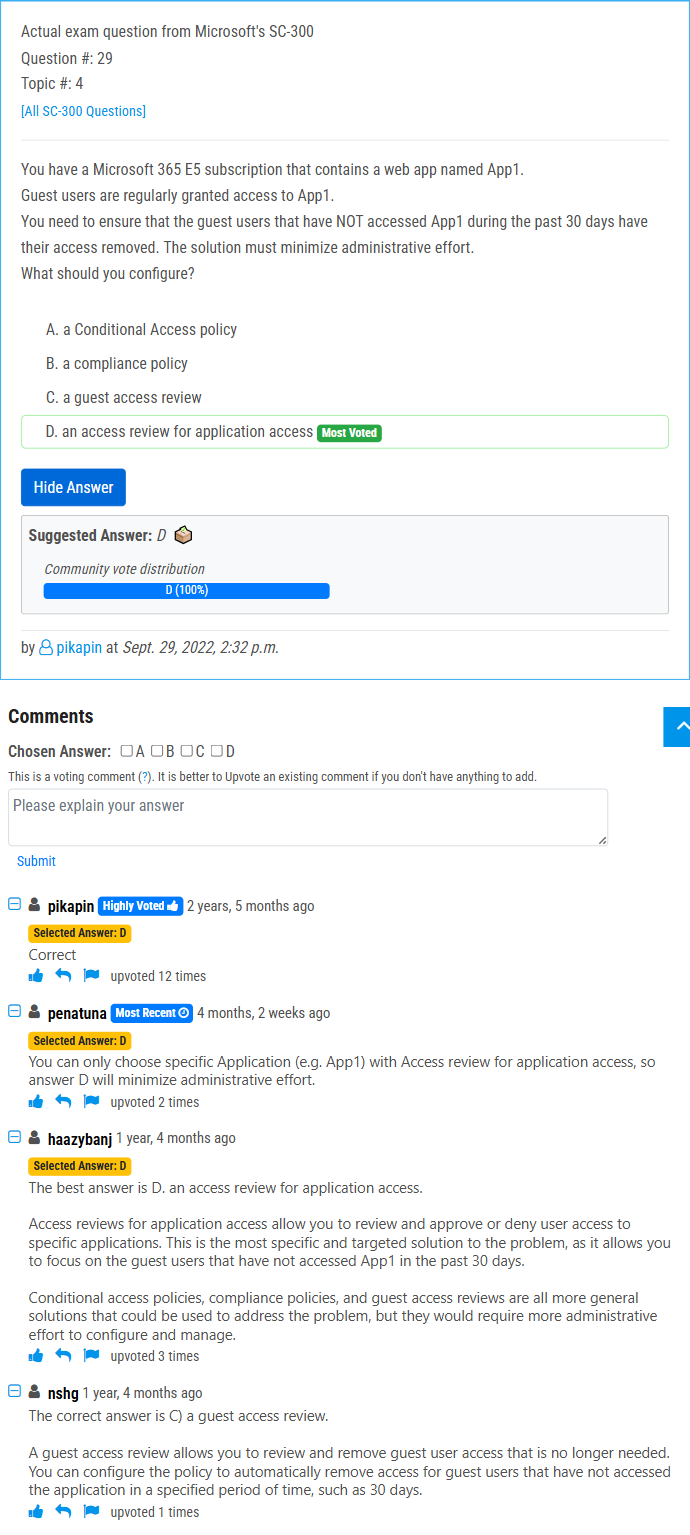 Actual exam question from Microsoft's SC-300
Question #: 29
Topic #: 4
[All SC-300 Questions]
You have a Microsoft 365 E5 subscription that contains a web app named App1.
Guest users are regularly granted access to App1.
You need to ensure that the guest users that have NOT accessed App1 during the past 30 days have
their access removed. The solution must minimize administrative effort.
What should you configure?
A. a Conditional Access policy
B. a compliance policy
C. a guest access review
D. an access review for application access Most Voted
Hide Answer
Suggested Answer: D
Community vote distribution
D (100%)
by pikapin at Sept. 29, 2022, 2:32 p.m.
Comments
Chosen Answer: A B C D
This is a voting comment (?). It is better to Upvote an existing comment if you don't have anything to add.
Please explain your answer
Submit
pikapin Highly Voted 2 years, 5 months ago
Selected Answer: D
Correct
upvoted 12 times
penatuna Most Recent 4 months, 2 weeks ago
Selected Answer: D
You can only choose specific Application (e.g. App1) with Access review for application access, so
answer D will minimize administrative effort.
upvoted 2 times
haazybanj 1 year, 4 months ago
Selected Answer: D
The best answer is D. an access review for application access.
Access reviews for application access allow you to review and approve or deny user access to
specific applications. This is the most specific and targeted solution to the problem, as it allows you
to focus on the guest users that have not accessed App1 in the past 30 days.
Conditional access policies, compliance policies, and guest access reviews are all more general
solutions that could be used to address the problem, but they would require more administrative
effort to configure and manage.
upvoted 3 times
nshg 1 year, 4 months ago
The correct answer is C) a guest access review.
A guest access review allows you to review and remove guest user access that is no longer needed.
You can configure the policy to automatically remove access for guest users that have not accessed
the application in a specified period of time, such as 30 days.
upvoted 1 times